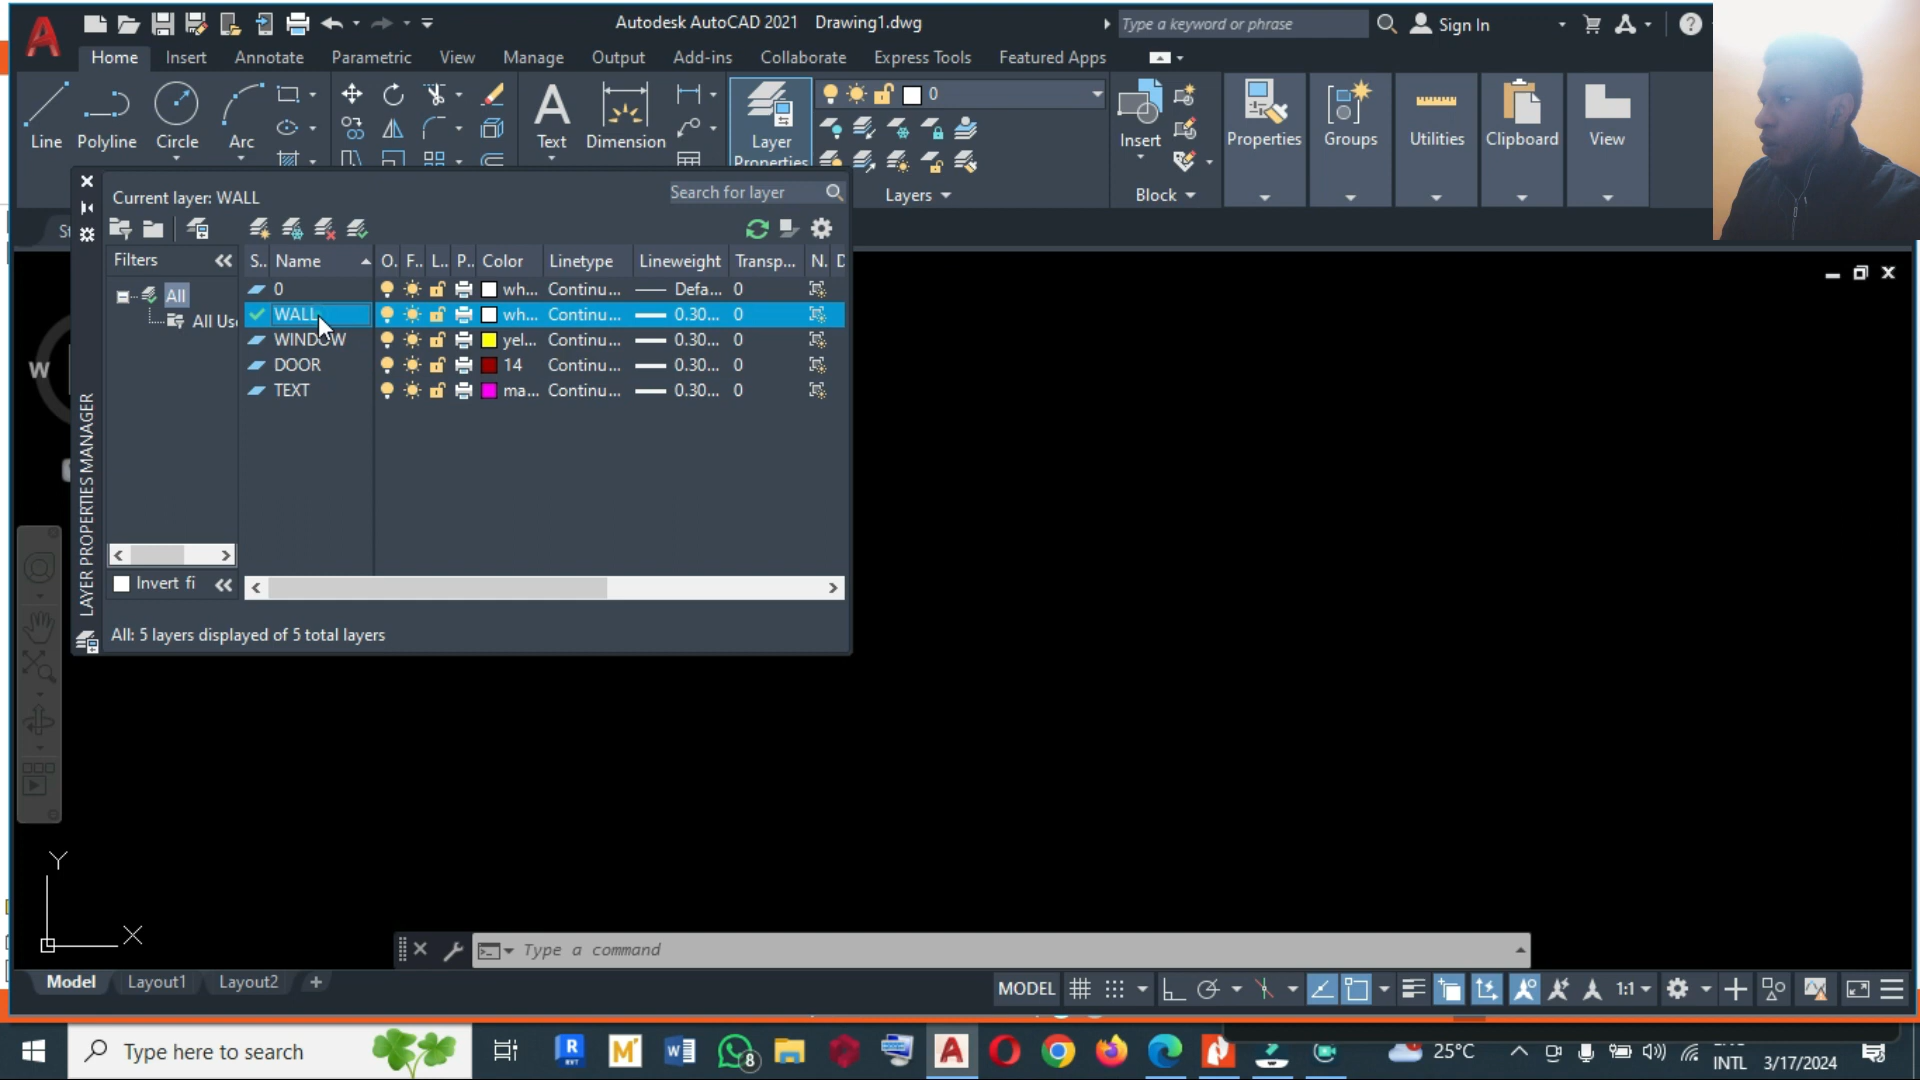 Autodesk AutoCAD 2021 Drawing1.dwg
Type a keyword or phrase
Sign In
Home Insert Annotate Parametric View Manage Output Add-ins Collaborate Express Tools Featured Apps
Line Polyline Circle Arc
Text Dimension
Layer
Properties
0
Insert
Properties Groups Utilities Clipboard View
Layers
Block
Current layer: WALL
Search for layer
Filters
S.. Name O. F.. L.. P.. Color Linetype Lineweight Transp... N. D
All
All Us
0 wh... Continu... Defa... 0
WALL wh... Continu... 0.30... 0
WINDOW yel... Continu... 0.30... 0
DOOR 14 Continu... 0.30... 0
TEXT ma... Continu... 0.30... 0
Invert fi
All: 5 layers displayed of 5 total layers
LAYER PROPERTIES MANAGER
W
Y
X
Type a command
Model Layout1 Layout2 +
MODEL
1:1
Type here to search
8
25°C
INTL 3/17/2024